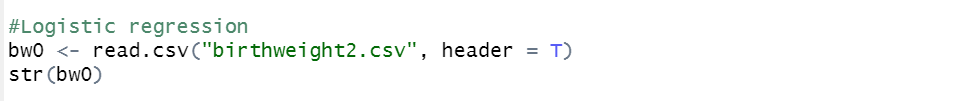 #Logistic regression
bw0 <- read.csv("birthweight2.csv", header = T)
str(bw0)